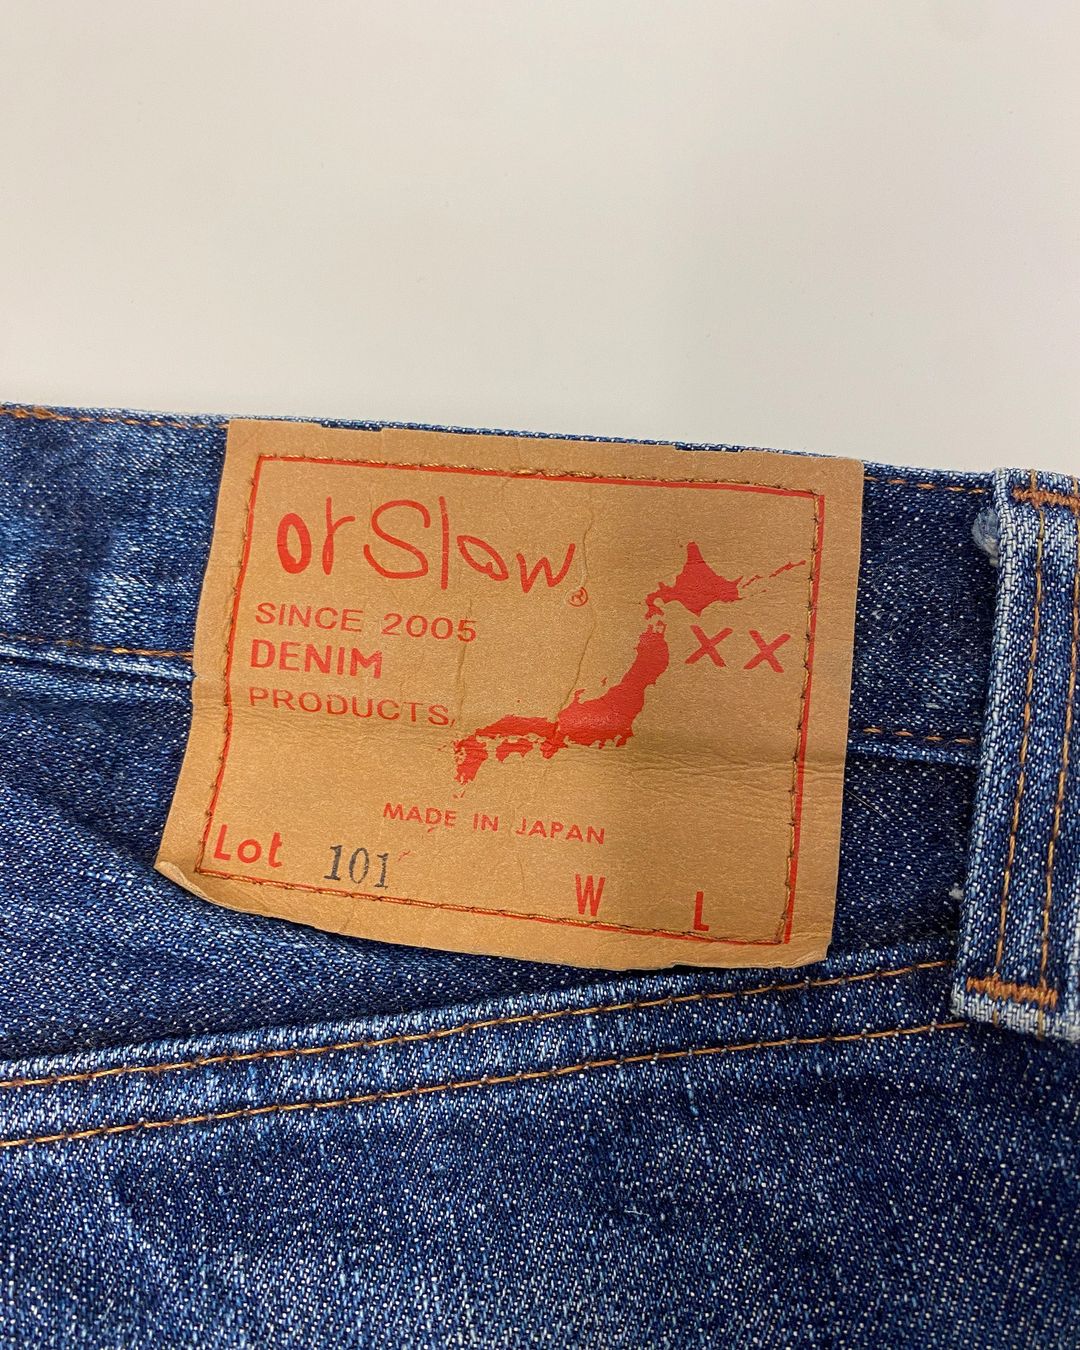 orSlow®
SINCE 2005
DENIM
PRODUCTS,
XX
MADE IN JAPAN
Lot 101
W L